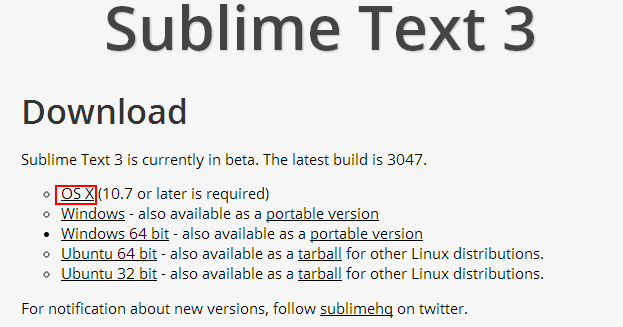 Sublime Text 3
Download
Sublime Text 3 is currently in beta. The latest build is 3047.
OS X (10.7 or later is required)
Windows - also available as a portable version
Windows 64 bit - also available as a portable version
Ubuntu 64 bit - also available as a tarball for other Linux distributions.
Ubuntu 32 bit - also available as a tarball for other Linux distributions.
For notification about new versions, follow sublimehq on twitter.